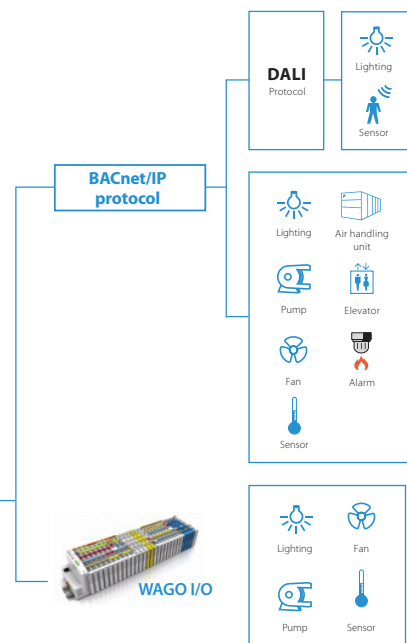 DALI
Protocol
Lighting
Sensor
BACnet/IP
protocol
Lighting
Air handling
unit
Pump
Elevator
Fan
Alarm
Sensor
WAGO I/O
Lighting
Fan
Pump
Sensor